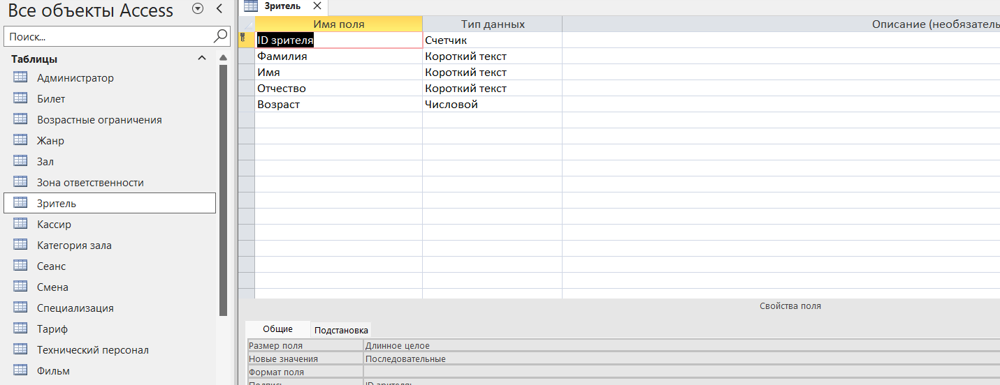 Все объекты Access
Поиск...
Таблицы
Администратор
Билет
Возрастные ограничения
Жанр
Зал
Зона ответственности
Зритель
Кассир
Категория зала
Сеанс
Смена
Специализация
Тариф
Технический персонал
Фильм
Зритель
Имя поля Тип данных Описание (необязатель
ID зрителя Счетчик
Фамилия Короткий текст
Имя Короткий текст
Отчество Короткий текст
Возраст Числовой
Свойства поля
Общие Подстановка
Размер поля Длинное целое
Новые значения Последовательные
Формат поля
Подпись ID зрителя